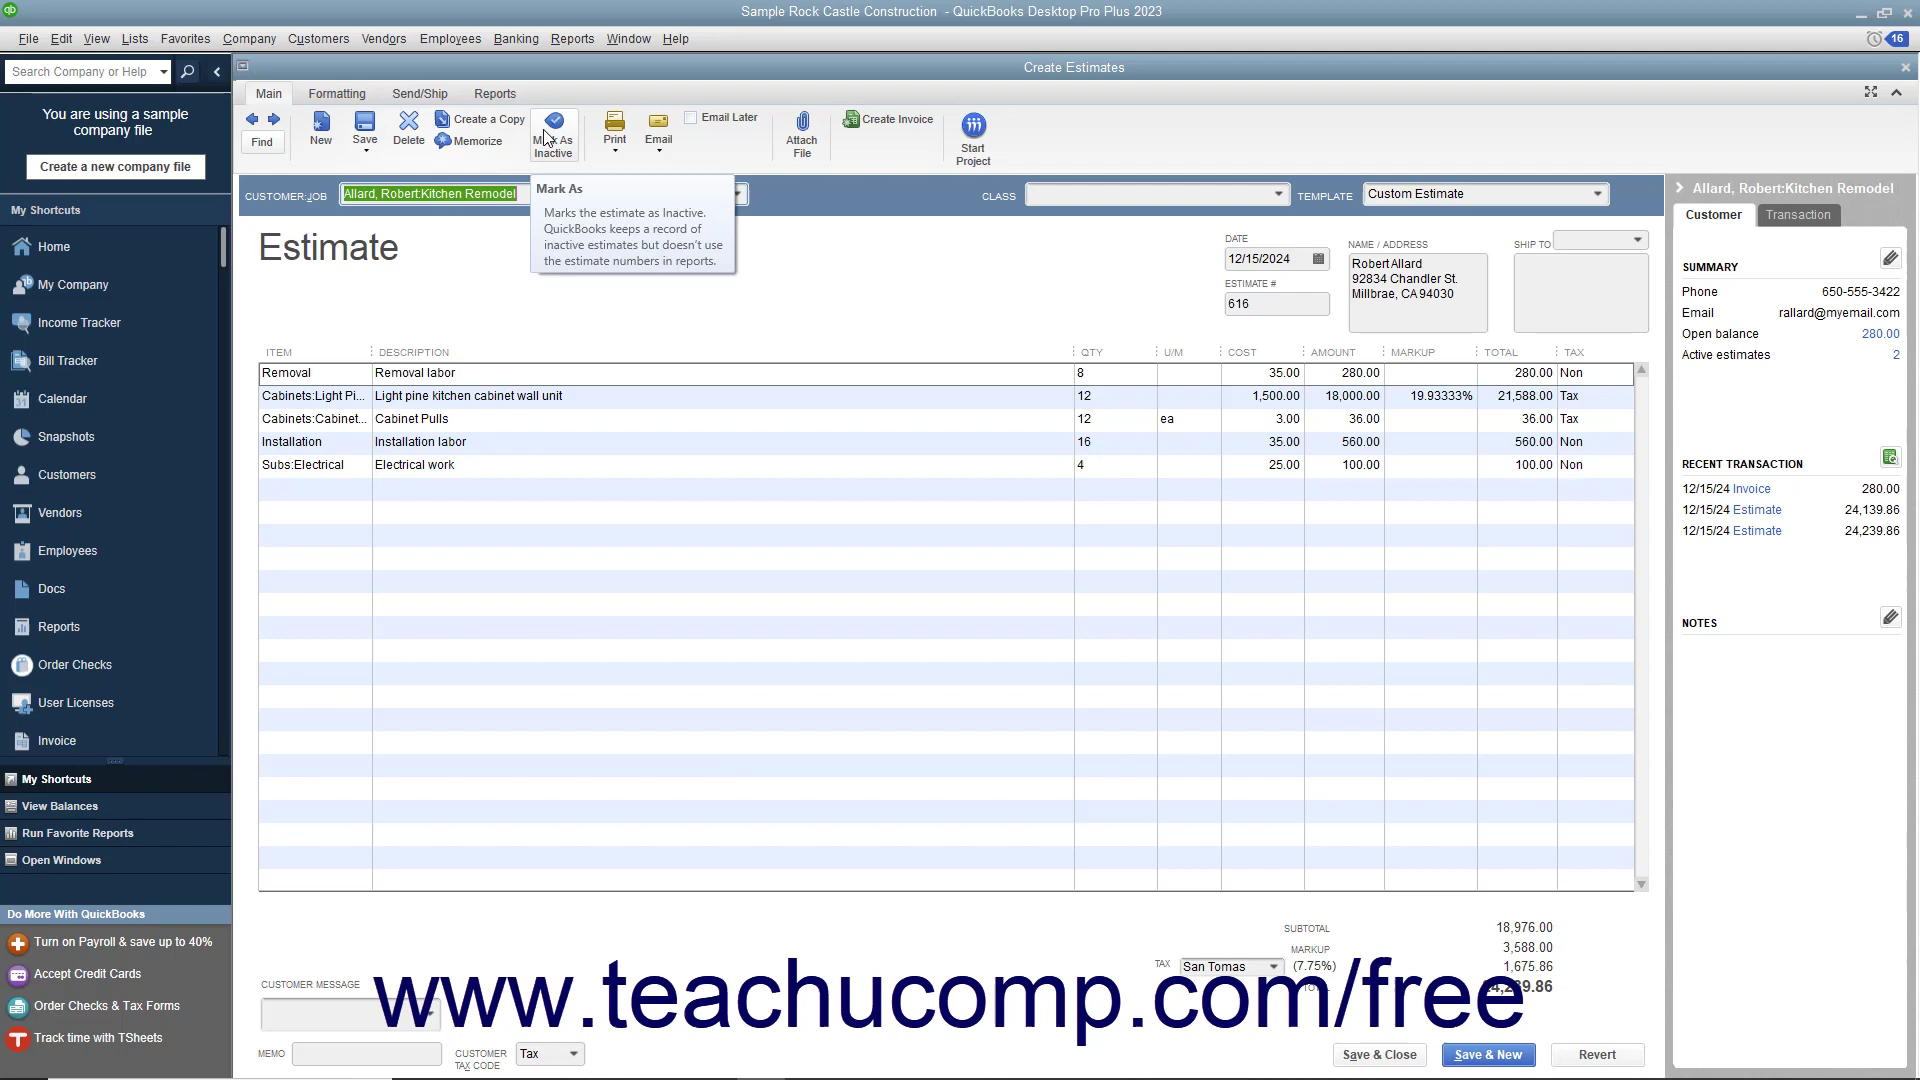 Sample Rock Castle Construction - QuickBooks Desktop Pro Plus 2023
File Edit View Lists Favorites Company Customers Vendors Employees Banking Reports Window Help
16
Search Company or Help
Create Estimates
You are using a sample
company file
Create a new company file
Main Formatting Send/Ship Reports
Find
New
Save
Delete
Create a Copy
Memorize
Mark As
Inactive
Print
Email
Email Later
Attach
File
Create Invoice
Start
Project
CUSTOMER:JOB Allard, Robert:Kitchen Remodel
CLASS
TEMPLATE Custom Estimate
Mark As
Marks the estimate as Inactive.
QuickBooks keeps a record of
inactive estimates but doesn't use
the estimate numbers in reports.
My Shortcuts
Home
My Company
Income Tracker
Bill Tracker
Calendar
Snapshots
Customers
Vendors
Employees
Docs
Reports
Order Checks
User Licenses
Invoice
My Shortcuts
View Balances
Run Favorite Reports
Open Windows
Do More With QuickBooks
Turn on Payroll & save up to 40%
Accept Credit Cards
Order Checks & Tax Forms
Track time with TSheets
Estimate
DATE
12/15/2024
ESTIMATE #
616
NAME / ADDRESS
Robert Allard
92834 Chandler St.
Millbrae, CA 94030
SHIP TO
ITEM DESCRIPTION QTY U/M COST AMOUNT MARKUP TOTAL TAX
Removal Removal labor 8 35.00 280.00 280.00 Non
Cabinets:Light Pi... Light pine kitchen cabinet wall unit 12 1,500.00 18,000.00 19.93333% 21,588.00 Tax
Cabinets:Cabinet... Cabinet Pulls 12 ea 3.00 36.00 36.00 Tax
Installation Installation labor 16 35.00 560.00 560.00 Non
Subs:Electrical Electrical work 4 25.00 100.00 100.00 Non
SUBTOTAL 18,976.00
MARKUP 3,588.00
TAX San Tomas (7.75%) 1,675.86
CUSTOMER MESSAGE
www.teachucomp.com/free
MEMO
CUSTOMER
TAX CODE
Tax
Save & Close
Save & New
Revert
Allard, Robert:Kitchen Remodel
Customer Transaction
SUMMARY
Phone 650-555-3422
Email rallard@myemail.com
Open balance 280.00
Active estimates 2
RECENT TRANSACTION
12/15/24 Invoice 280.00
12/15/24 Estimate 24,139.86
12/15/24 Estimate 24,239.86
NOTES